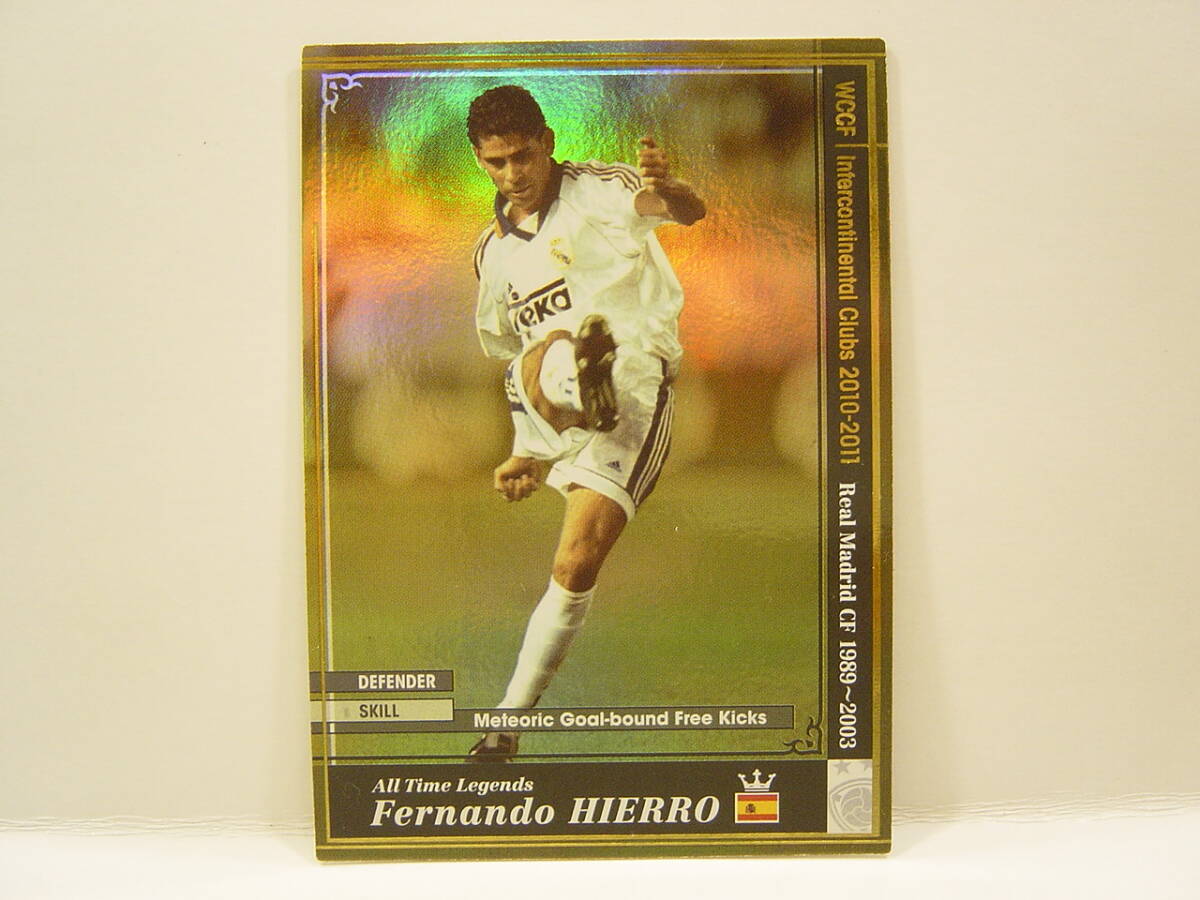 WCCF | Intercontinental Clubs 2010-2011 Real Madrid CF 1989~2003
teka
DEFENDER
SKILL
Meteoric Goal-bound Free Kicks
All Time Legends
Fernando HIERRO